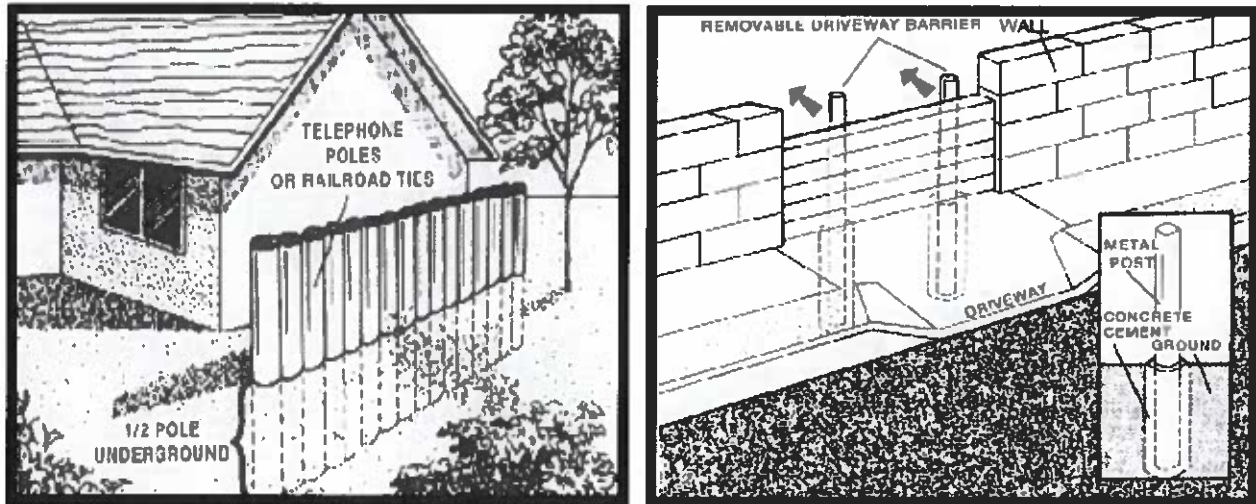 TELEPHONE
POLES
OR RAILROAD TIES
1/2 POLE
UNDERGROUND
REMOVABLE DRIVEWAY BARRIER
WALL
DRIVEWAY
METAL
POST
CONCRETE
CEMENT
GROUND